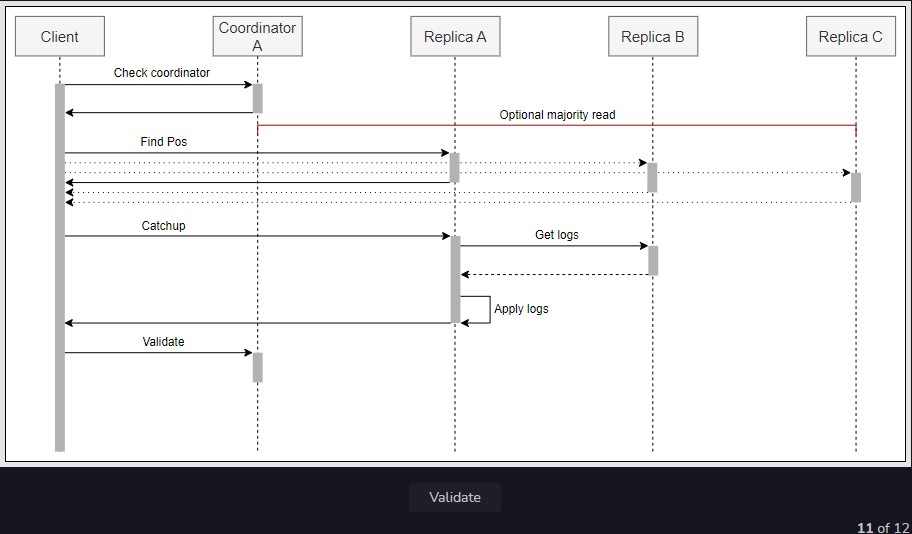 Client
Coordinator
A
Replica A
Replica B
Replica C
Check coordinator
Optional majority read
Find Pos
Catchup
Get logs
Apply logs
Validate
Validate
11 of 12